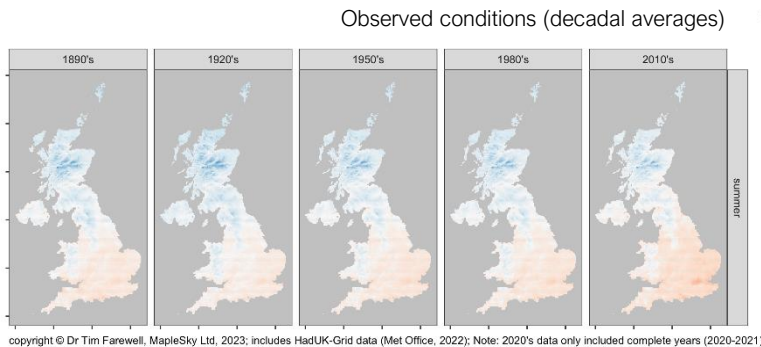 Observed conditions (decadal averages)
1890's
1920's
1950's
1980's
2010's
summer
copyright © Dr Tim Farewell, MapleSky Ltd, 2023; includes HadUK-Grid data (Met Office, 2022); Note: 2020's data only included complete years (2020-2021)